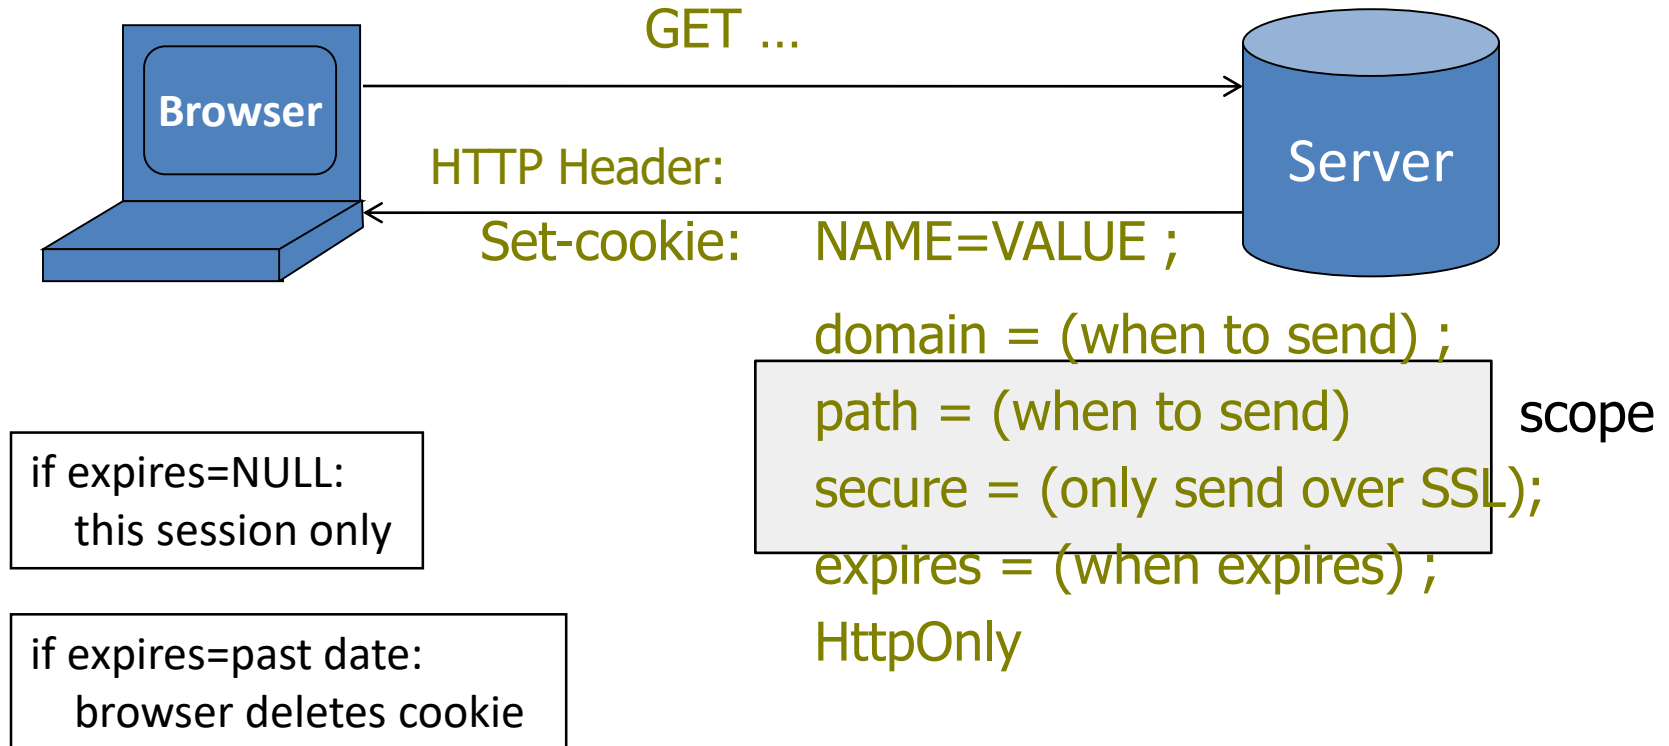 GET ...
Browser
Server
HTTP Header:
Set-cookie: NAME=VALUE ;
domain = (when to send) ;
path = (when to send)
scope
secure = (only send over SSL);
expires = (when expires) ;
HttpOnly
if expires=NULL:
this session only
if expires=past date:
browser deletes cookie